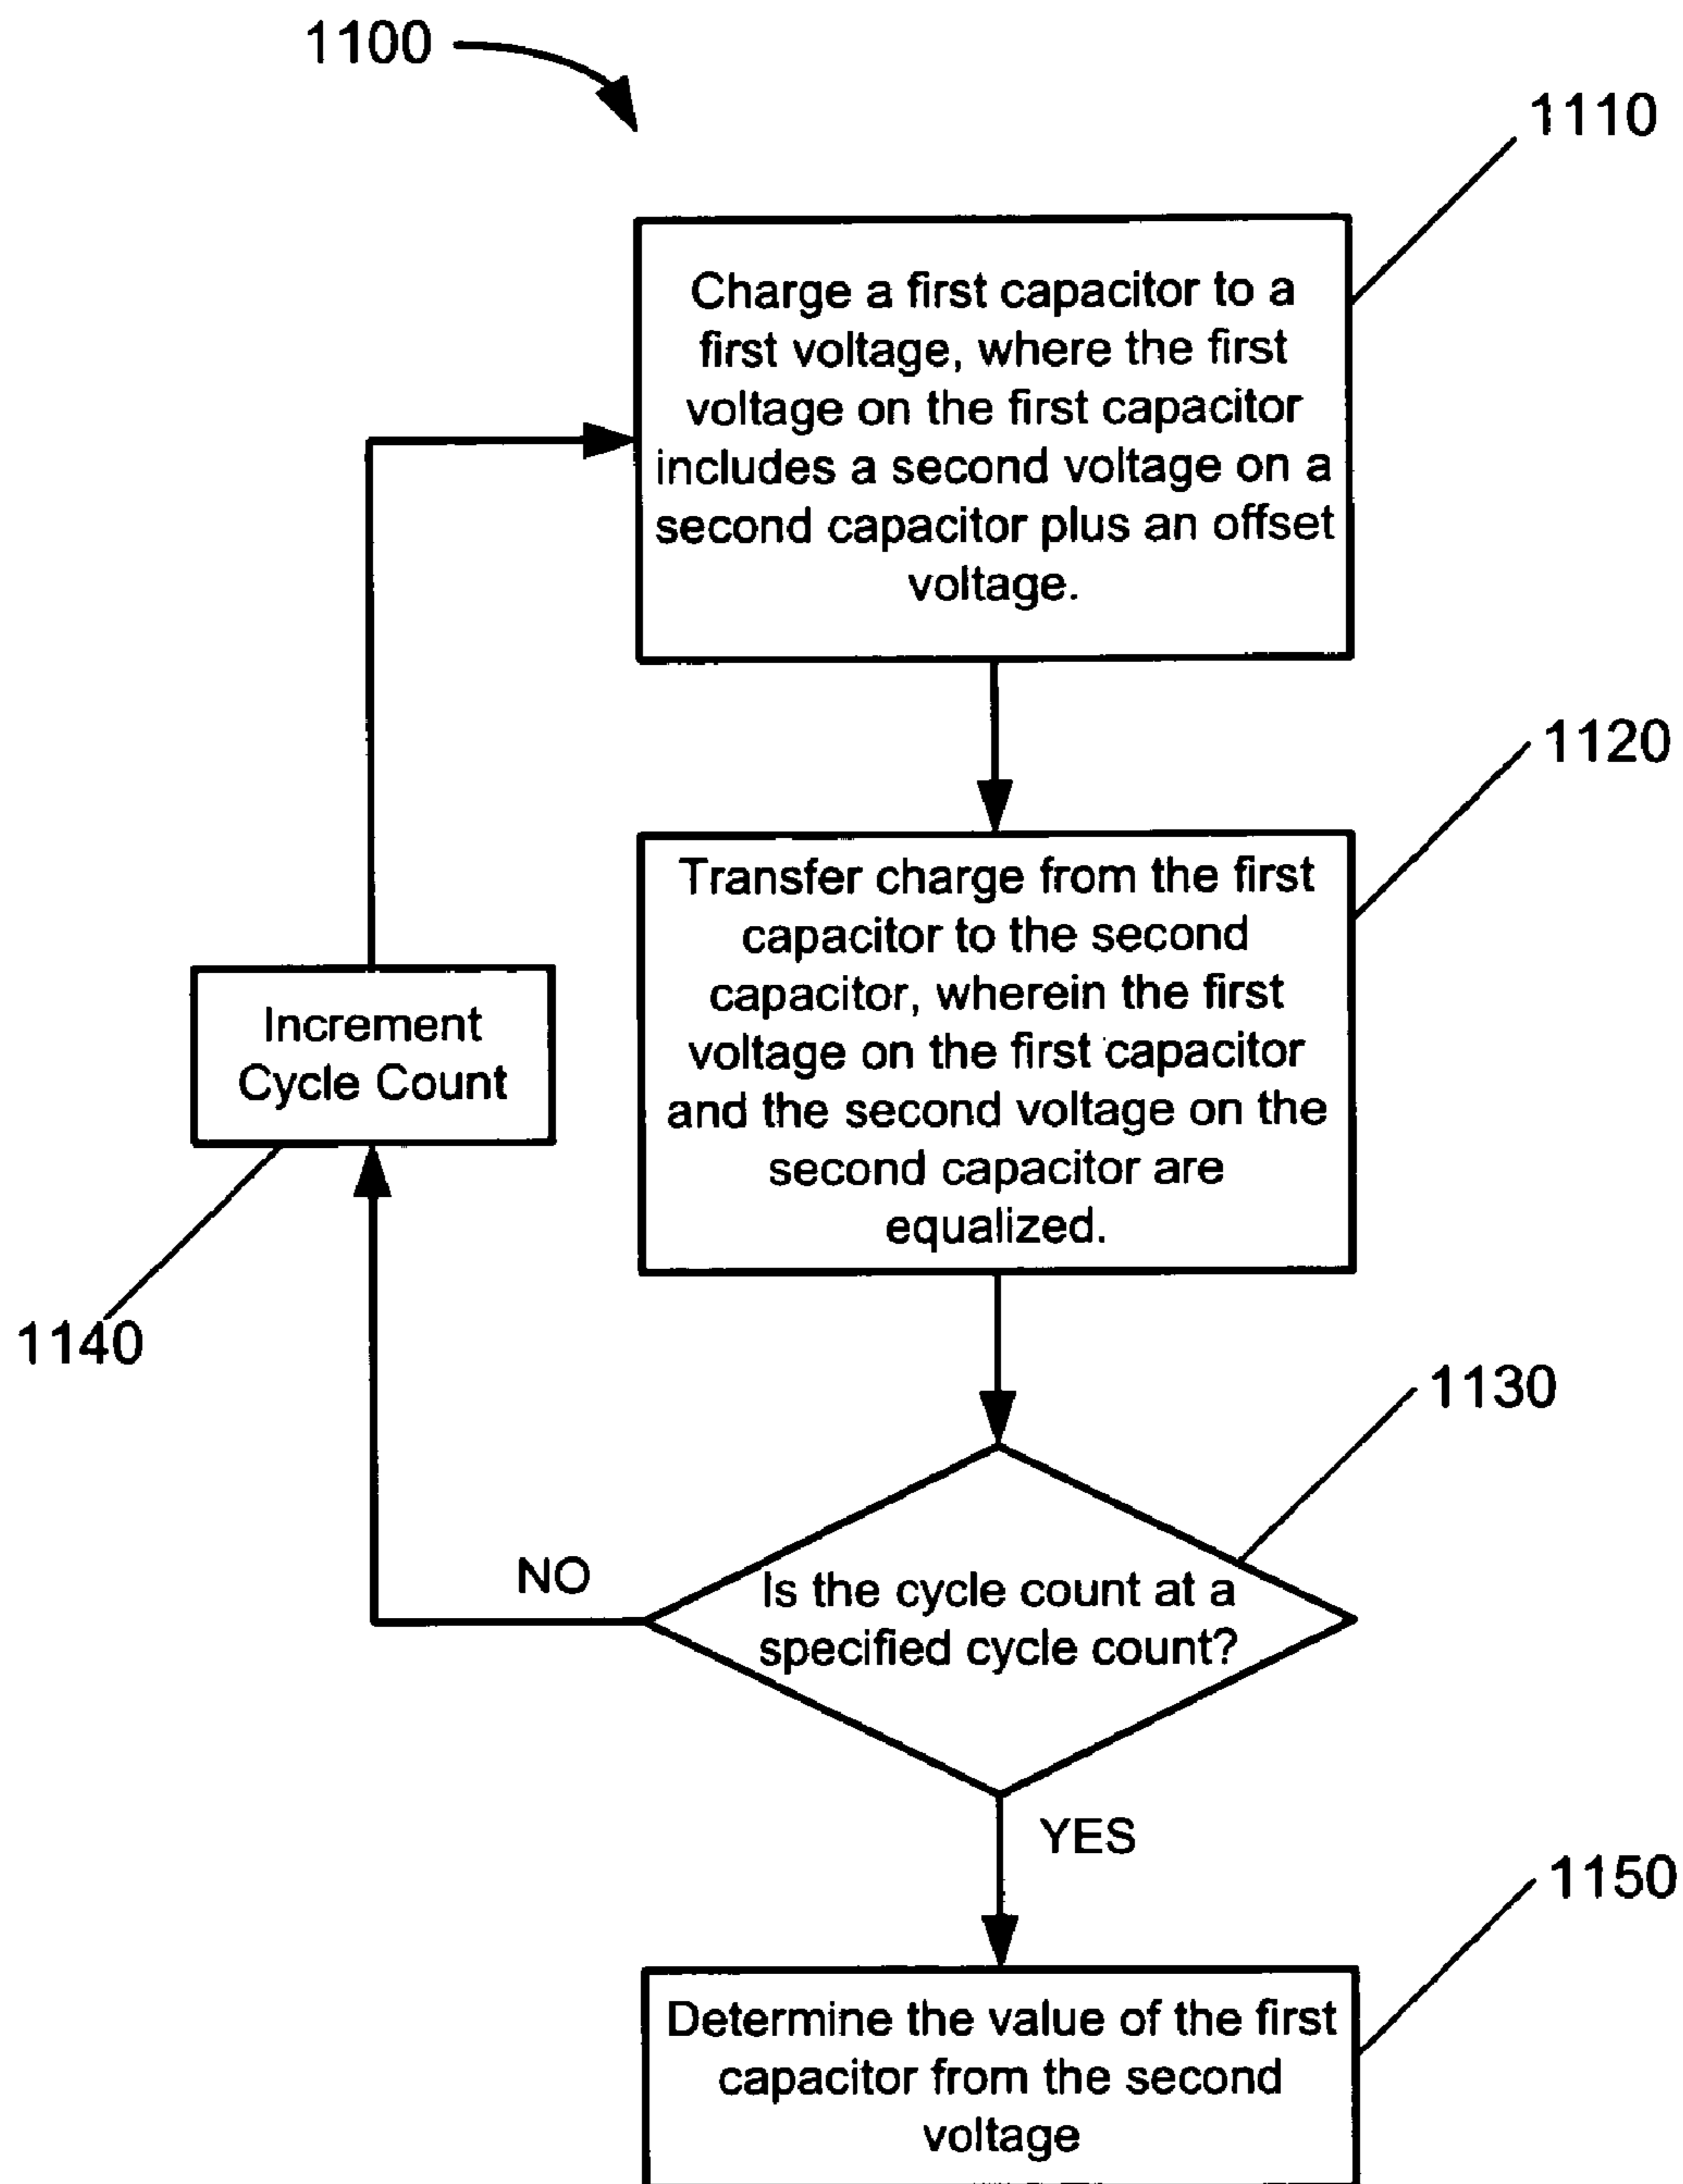 1100
1110
Charge a first capacitor to a
first voltage, where the first
voltage on the first capacitor
includes a second voltage on a
second capacitor plus an offset
voltage.
1120
Transfer charge from the first
capacitor to the second
capacitor, wherein the first
voltage on the first capacitor
and the second voltage on the
second capacitor are
equalized.
Increment
Cycle Count
1140
1130
NO
Is the cycle count at a
specified cycle count?
YES
1150
Determine the value of the first
capacitor from the second
voltage